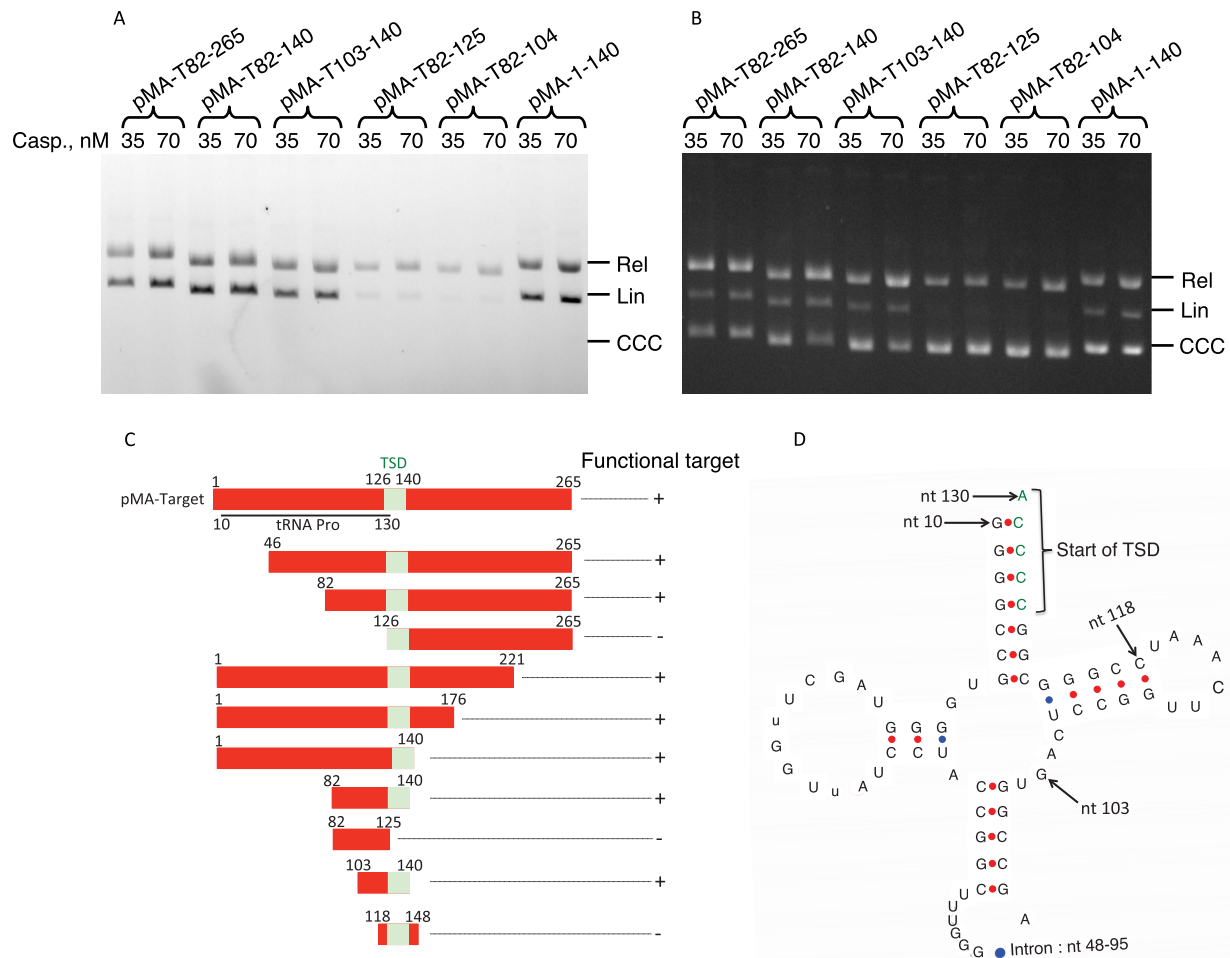 A
pMA-T82-265
pMA-T82-140
pMA-T103-140
pMA-T82-125
pMA-T82-104
pMA-1-140
Casp., nM 35 70 35 70 35 70 35 70 35 70 35 70
Rel
Lin
CCC
B
pMA-T82-265
pMA-T82-140
pMA-T103-140
pMA-T82-125
pMA-T82-104
pMA-1-140
35 70 35 70 35 70 35 70 35 70 35 70
Rel
Lin
CCC
C
TSD
Functional target
1 126 140 265
pMA-Target +
10 tRNA Pro 130
46 265
+
82 265
+
126 265
-
1 221
+
1 176
+
1 140
+
82 140
+
82 125
-
103 140
+
118 148
-
D
nt 130 A
nt 10 G C
G C
G C
G C
Start of TSD
C G
C G
G C
nt 118
G G G C C U A A A C U U G G C C U
U G
G G G U A G C U u G G U u A U C C U
A
C
A
G
nt 103
U
C G
C G
G C
G C
C G
U U U G G G
A
Intron : nt 48-95